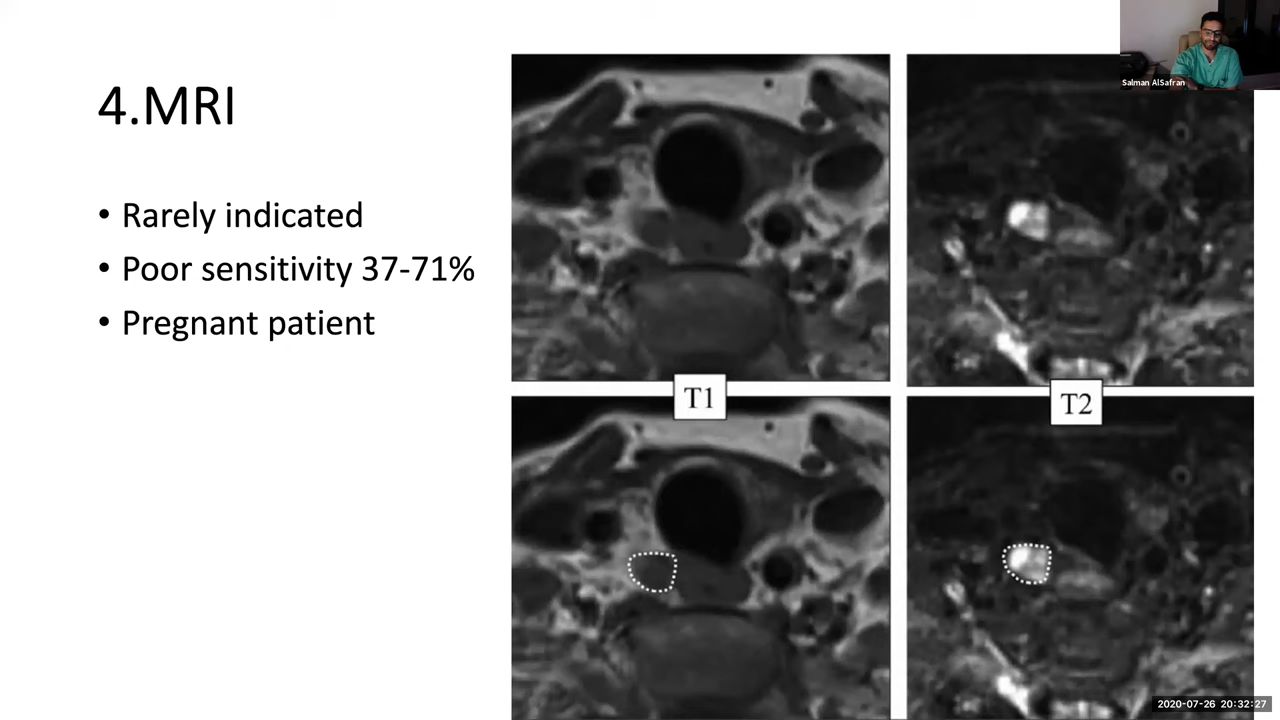 4.MRI
• Rarely indicated
• Poor sensitivity 37-71%
• Pregnant patient
T1
T2
Salman AlSafran
2020-07-26 20:32:27